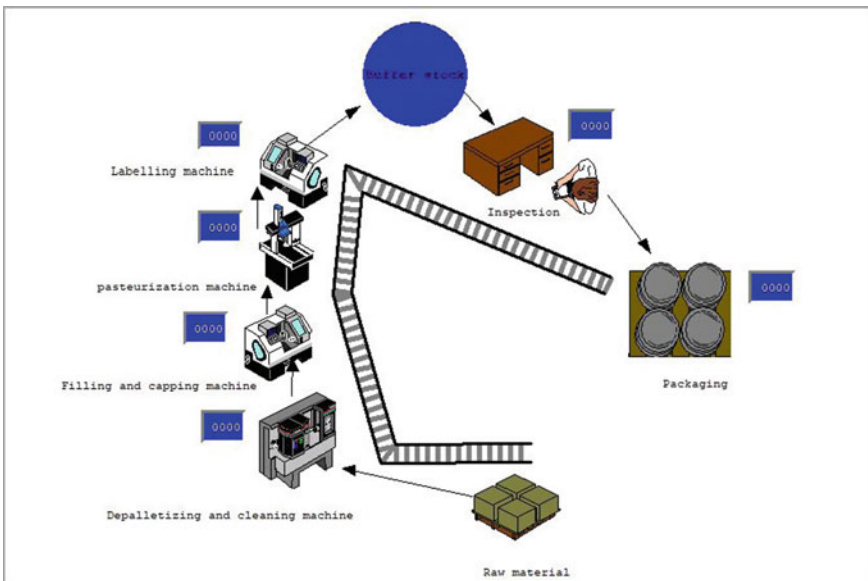 Buffer stock
0000
0000
Labelling machine
Inspection
0000
pasteurization machine
0000
0000
Filling and capping machine
Packaging
0000
Depalletizing and cleaning machine
Raw material